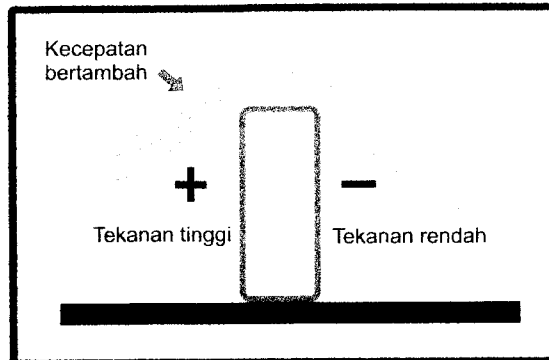 Kecepatan
bertambah
+
−
Tekanan tinggi
Tekanan rendah